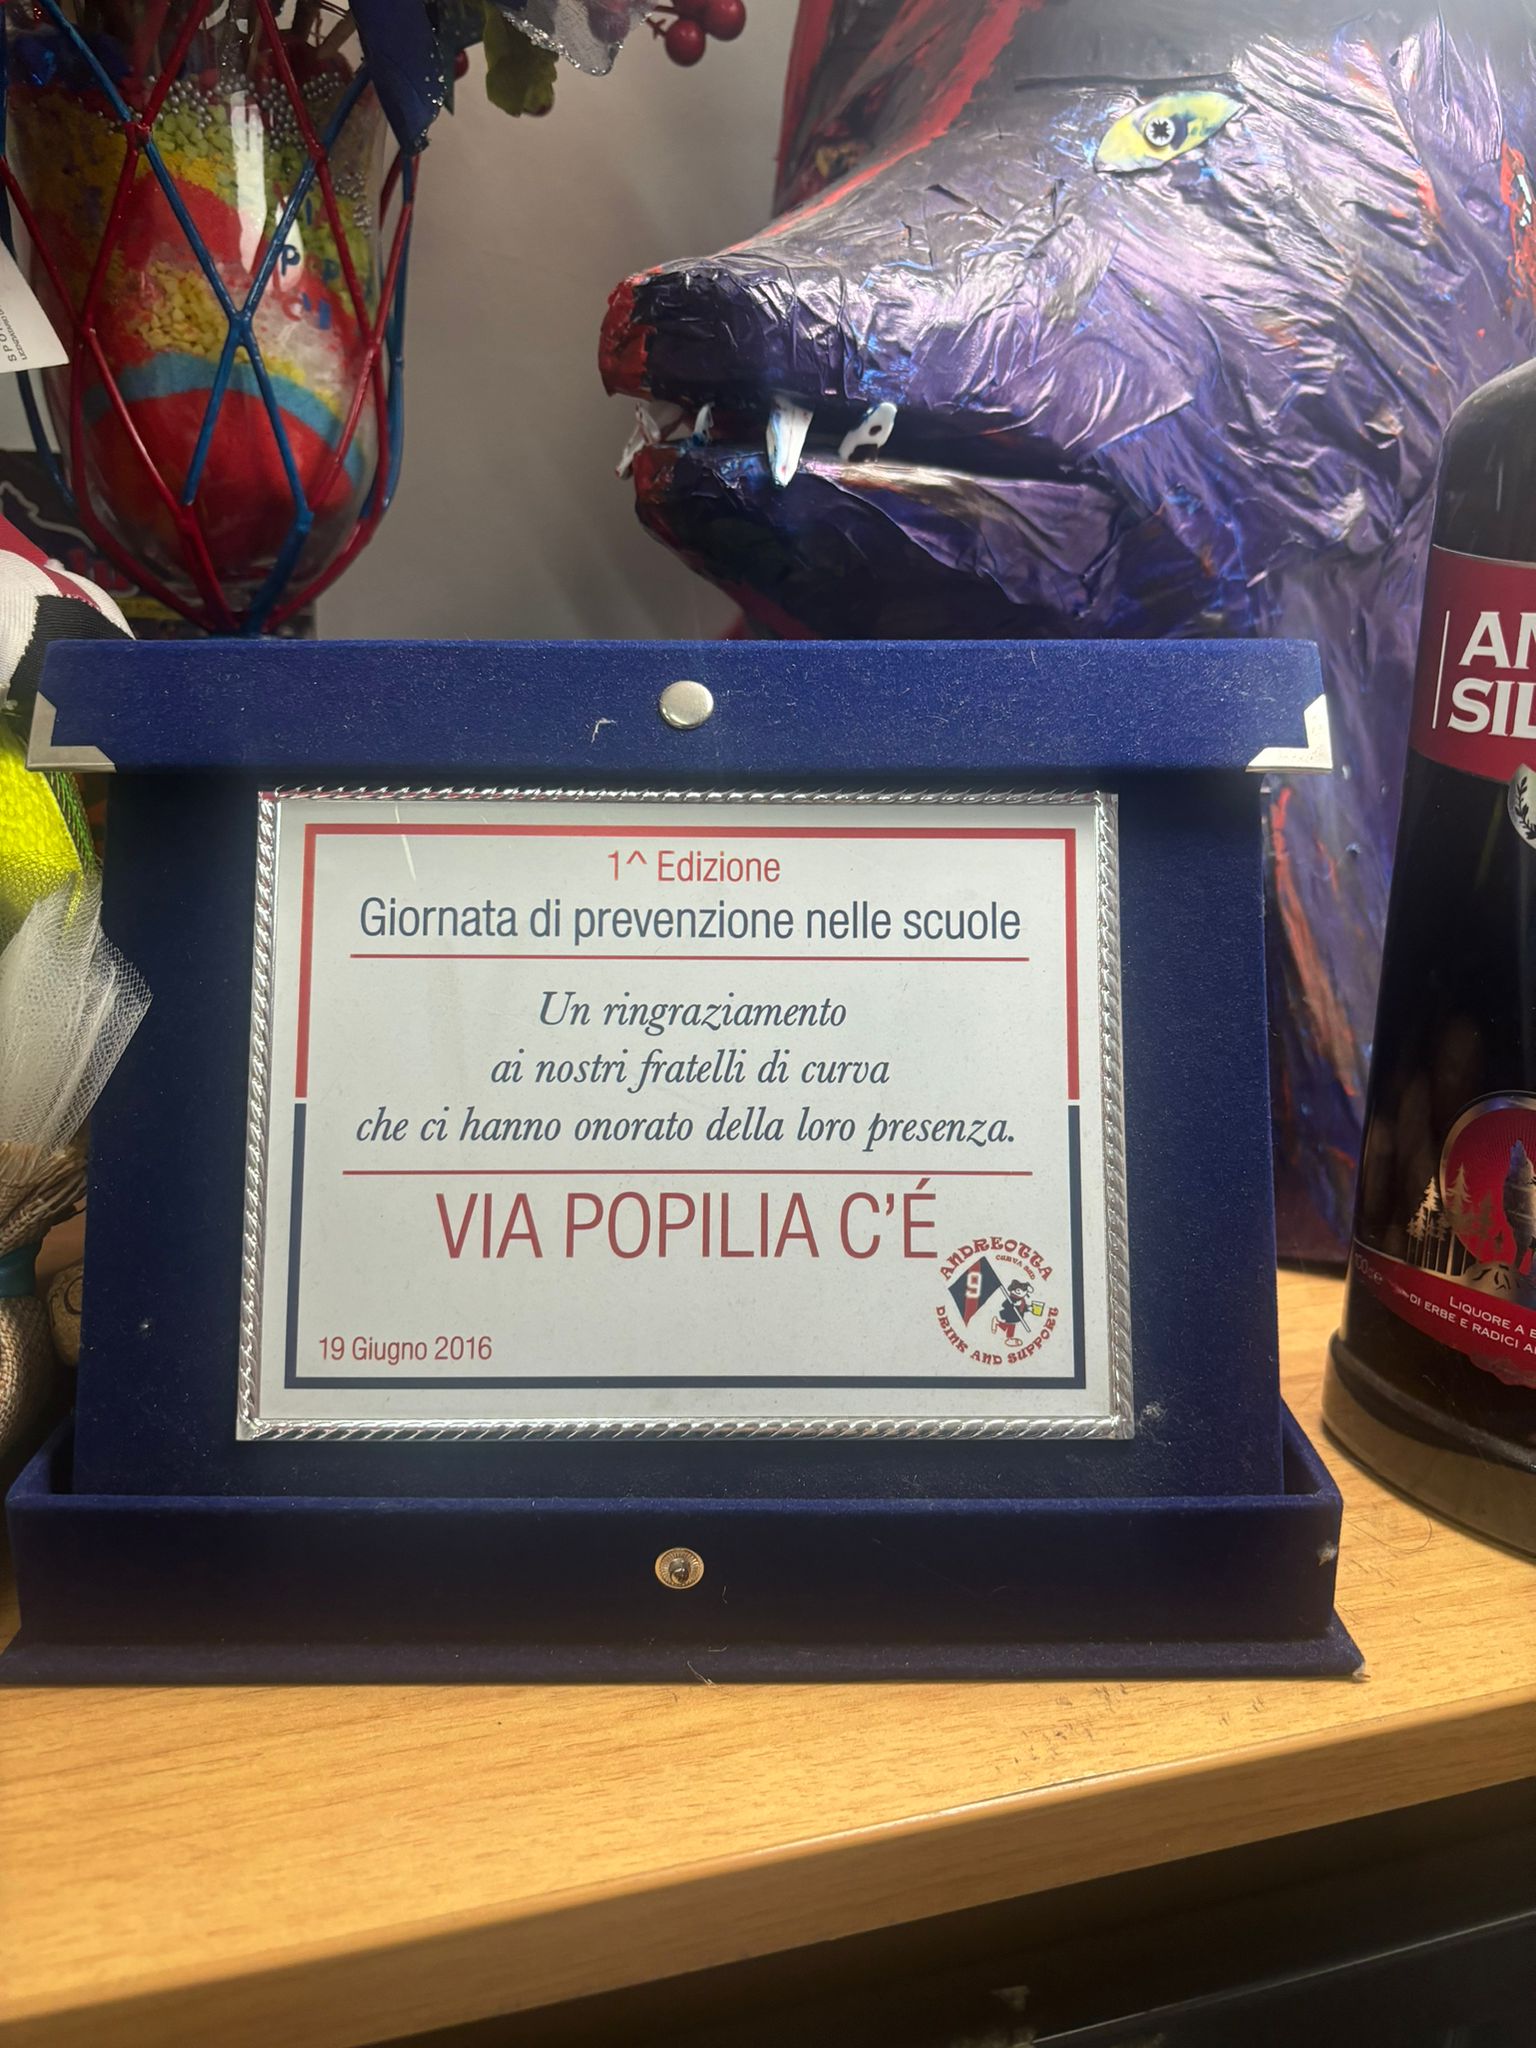 1^ Edizione
Giornata di prevenzione nelle scuole
Un ringraziamento
ai nostri fratelli di curva
che ci hanno onorato della loro presenza.
VIA POPILIA C'É
ANDREOTTA
CURVA SUD
9
DRINK AND SUPPORT
19 Giugno 2016
SIL
LIQUORE A
DI ERBE E RADICI